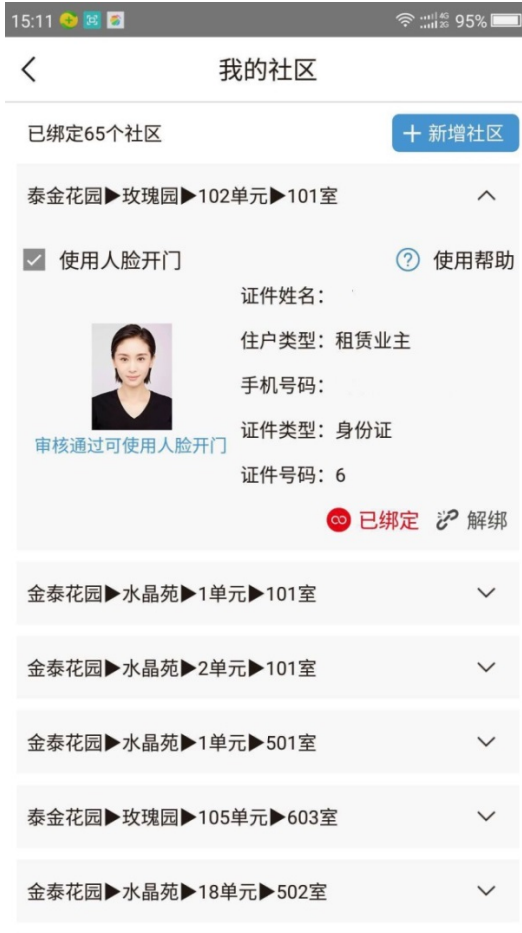 15:11 4G 2G 95%
我的社区
已绑定65个社区 + 新增社区
泰金花园▶玫瑰园▶102单元▶101室
使用人脸开门 ? 使用帮助
证件姓名：
住户类型：租赁业主
手机号码：
证件类型：身份证
审核通过可使用人脸开门
证件号码：6
已绑定 解绑
金泰花园▶水晶苑▶1单元▶101室
金泰花园▶水晶苑▶2单元▶101室
金泰花园▶水晶苑▶1单元▶501室
泰金花园▶玫瑰园▶105单元▶603室
金泰花园▶水晶苑▶18单元▶502室